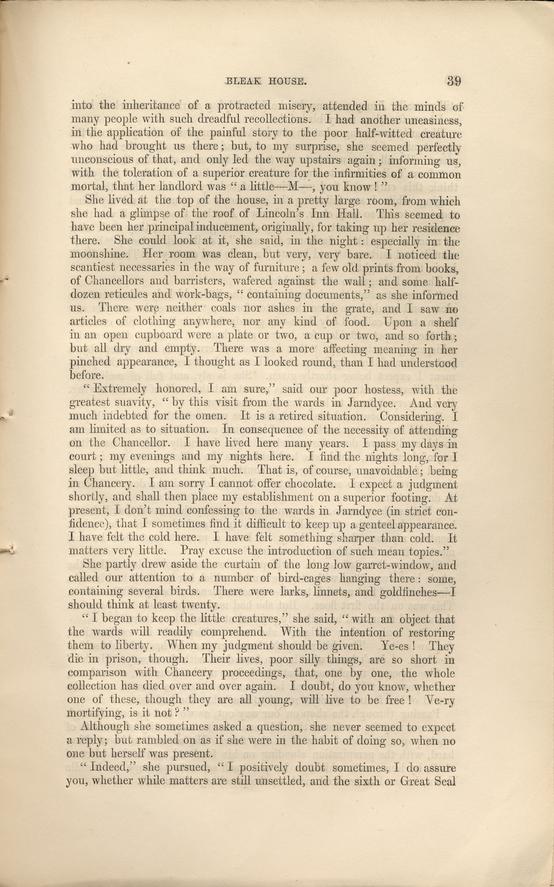 BLEAK HOUSE. 39
into the inheritance of a protracted misery, attended in the minds of
many people with such dreadful recollections. I had another uneasiness,
in the application of the painful story to the poor half-witted creature
who had brought us there; but, to my surprise, she seemed perfectly
unconscious of that, and only led the way upstairs again; informing us,
with the toleration of a superior creature for the infirmities of a common
mortal, that her landlord was "a little—M—, you know!"
She lived at the top of the house, in a pretty large room, from which
she had a glimpse of the roof of Lincoln's Inn Hall. This seemed to
have been her principal inducement, originally, for taking up her residence
there. She could look at it, she said, in the night: especially in the
moonshine. Her room was clean, but very, very bare. I noticed the
scantiest necessaries in the way of furniture; a few old prints from books,
of Chancellors and barristers, wafered against the wall; and some half-
dozen reticules and work-bags, "containing documents," as she informed
us. There were neither coals nor ashes in the grate, and I saw no
articles of clothing anywhere, nor any kind of food. Upon a shelf
in an open cupboard were a plate or two, a cup or two, and so forth;
but all dry and empty. There was a more affecting meaning in her
pinched appearance, I thought as I looked round, than I had understood
before.
"Extremely honored, I am sure," said our poor hostess, with the
greatest suavity, "by this visit from the wards in Jarndyce. And very
much indebted for the omen. It is a retired situation. Considering. I
am limited as to situation. In consequence of the necessity of attending
on the Chancellor. I have lived here many years. I pass my days in
court; my evenings and my nights here. I find the nights long, for I
sleep but little, and think much. That is, of course, unavoidable; being
in Chancery. I am sorry I cannot offer chocolate. I expect a judgment
shortly, and shall then place my establishment on a superior footing. At
present, I don't mind confessing to the wards in Jarndyce (in strict con-
fidence), that I sometimes find it difficult to keep up a genteel appearance.
I have felt the cold here. I have felt something sharper than cold. It
matters very little. Pray excuse the introduction of such mean topics."
She partly drew aside the curtain of the long low garret-window, and
called our attention to a number of bird-cages hanging there: some,
containing several birds. There were larks, linnets, and goldfinches—I
should think at least twenty.
"I began to keep the little creatures," she said, "with an object that
the wards will readily comprehend. With the intention of restoring
them to liberty. When my judgment should be given. Ye-es! They
die in prison, though. Their lives, poor silly things, are so short in
comparison with Chancery proceedings, that, one by one, the whole
collection has died over and over again. I doubt, do you know, whether
one of these, though they are all young, will live to be free! Ve-ry
mortifying, is it not?"
Although she sometimes asked a question, she never seemed to expect
a reply; but rambled on as if she were in the habit of doing so, when no
one but herself was present.
"Indeed," she pursued, "I positively doubt sometimes, I do assure
you, whether while matters are still unsettled, and the sixth or Great Seal